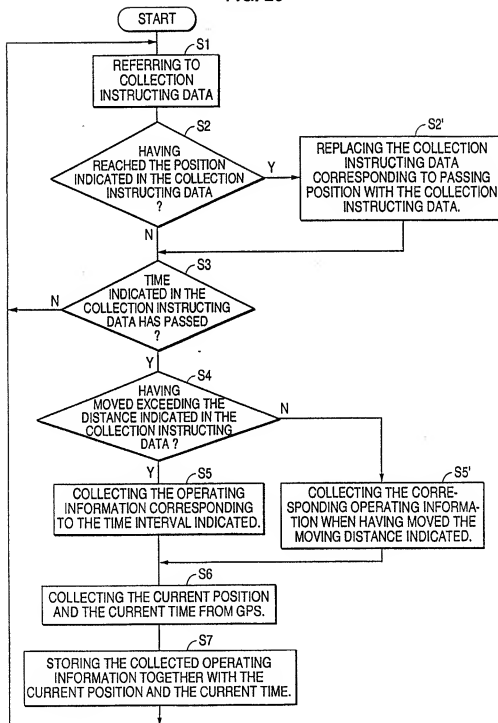 START
S1
REFERRING TO
COLLECTION
INSTRUCTING DATA
S2
HAVING
REACHED THE POSITION
INDICATED IN THE COLLECTION
INSTRUCTING DATA
?
Y
N
S2'
REPLACING THE COLLECTION
INSTRUCTING DATA
CORRESPONDING TO PASSING
POSITION WITH THE COLLECTION
INSTRUCTING DATA.
S3
TIME
INDICATED IN THE
COLLECTION INSTRUCTING
DATA HAS PASSED
?
N
Y
S4
HAVING
MOVED EXCEEDING THE
DISTANCE INDICATED IN THE
COLLECTION INSTRUCTING
DATA ?
N
Y
S5
COLLECTING THE OPERATING
INFORMATION CORRESPONDING
TO THE TIME INTERVAL INDICATED.
S5'
COLLECTING THE CORRE-
SPONDING OPERATING INFORMA-
TION WHEN HAVING MOVED THE
MOVING DISTANCE INDICATED.
S6
COLLECTING THE CURRENT POSITION
AND THE CURRENT TIME FROM GPS.
S7
STORING THE COLLECTED OPERATING
INFORMATION TOGETHER WITH THE
CURRENT POSITION AND THE CURRENT TIME.